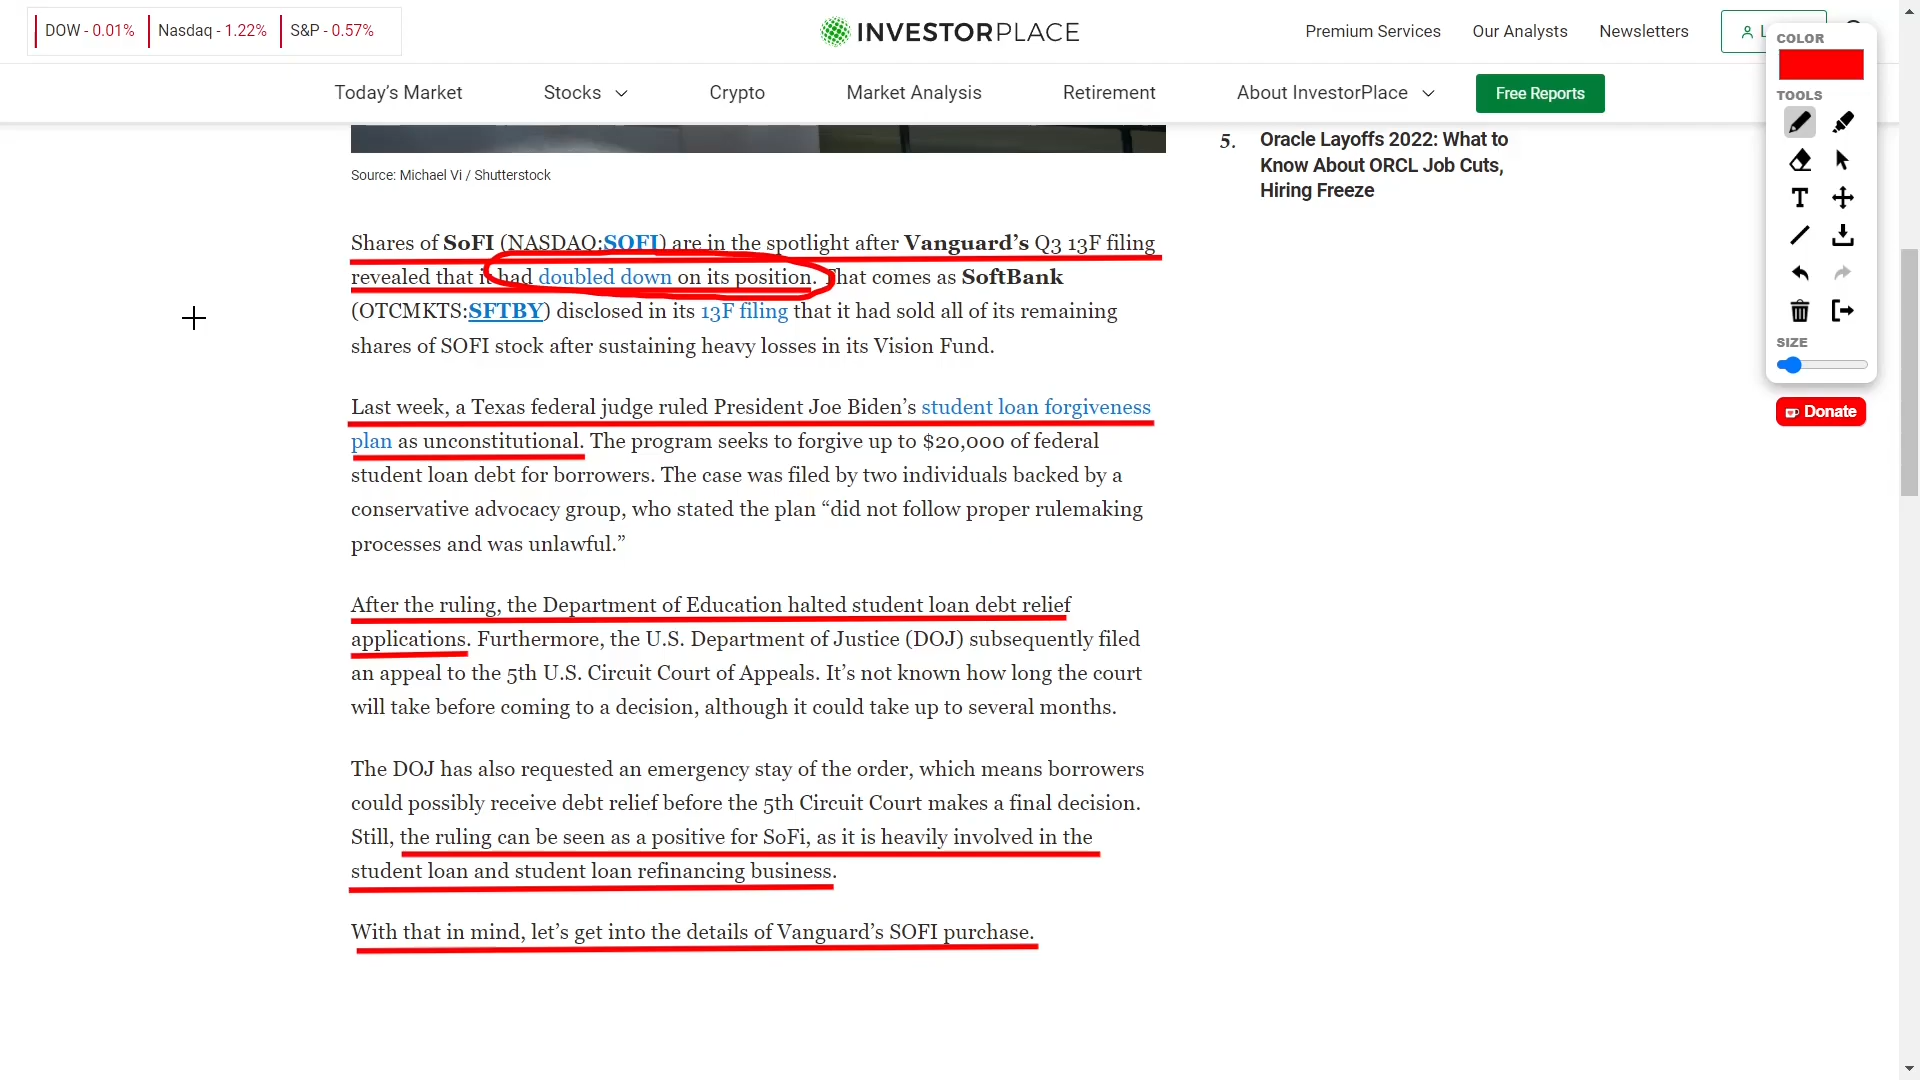 DOW - 0.01% Nasdaq - 1.22% S&P - 0.57%
INVESTORPLACE
Premium Services Our Analysts Newsletters
Today's Market Stocks Crypto Market Analysis Retirement About InvestorPlace Free Reports
Source: Michael Vi / Shutterstock
Shares of SoFI (NASDAQ:SOFI) are in the spotlight after Vanguard’s Q3 13F filing
revealed that it had doubled down on its position. That comes as SoftBank
(OTCMKTS:SFTBY) disclosed in its 13F filing that it had sold all of its remaining
shares of SOFI stock after sustaining heavy losses in its Vision Fund.
Last week, a Texas federal judge ruled President Joe Biden’s student loan forgiveness
plan as unconstitutional. The program seeks to forgive up to $20,000 of federal
student loan debt for borrowers. The case was filed by two individuals backed by a
conservative advocacy group, who stated the plan “did not follow proper rulemaking
processes and was unlawful.”
After the ruling, the Department of Education halted student loan debt relief
applications. Furthermore, the U.S. Department of Justice (DOJ) subsequently filed
an appeal to the 5th U.S. Circuit Court of Appeals. It’s not known how long the court
will take before coming to a decision, although it could take up to several months.
The DOJ has also requested an emergency stay of the order, which means borrowers
could possibly receive debt relief before the 5th Circuit Court makes a final decision.
Still, the ruling can be seen as a positive for SoFi, as it is heavily involved in the
student loan and student loan refinancing business.
With that in mind, let’s get into the details of Vanguard’s SOFI purchase.
5. Oracle Layoffs 2022: What to
Know About ORCL Job Cuts,
Hiring Freeze
COLOR
TOOLS
T
SIZE
Donate